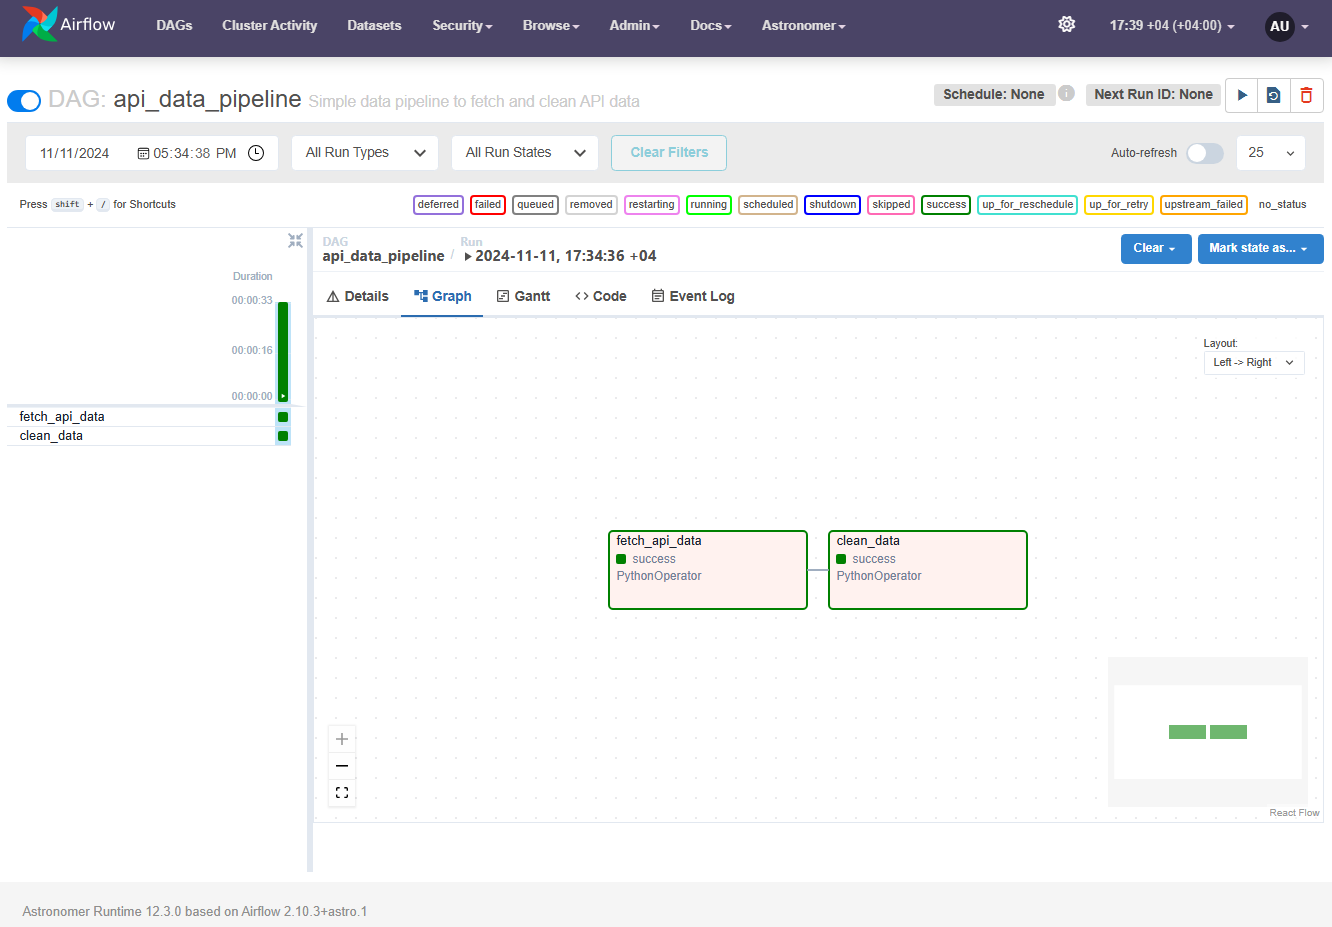 Airflow DAGs Cluster Activity Datasets Security Browse Admin Docs Astronomer 17:39 +04 (+04:00) AU
DAG: api_data_pipeline Simple data pipeline to fetch and clean API data Schedule: None i Next Run ID: None
11/11/2024 05:34:38 PM All Run Types All Run States Clear Filters Auto-refresh 25
Press shift + / for Shortcuts deferred failed queued removed restarting running scheduled shutdown skipped success up_for_reschedule up_for_retry upstream_failed no_status
DAG Run
api_data_pipeline / 2024-11-11, 17:34:36 +04 Clear Mark state as...
Duration
00:00:33
00:00:16
00:00:00
fetch_api_data
clean_data
Details Graph Gantt Code Event Log
Layout:
Left -> Right
fetch_api_data
success
PythonOperator
clean_data
success
PythonOperator
React Flow
Astronomer Runtime 12.3.0 based on Airflow 2.10.3+astro.1